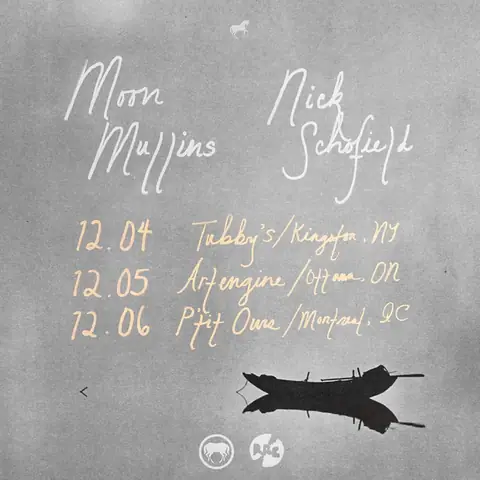 Moon Mullins
Nick Schofield
12.04 Tubby's / Kingston, NY
12.05 Artengine / Ottawa, ON
12.06 P'tit Ours / Montreal, QC